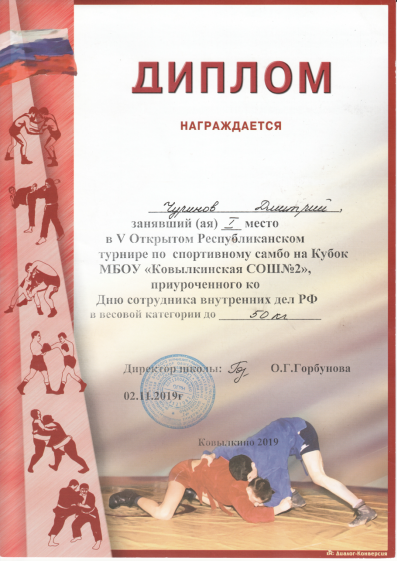 ДИПЛОМ
НАГРАЖДАЕТСЯ
Чуринов Дмитрий,
занявший (ая) I место
в V Открытом Республиканском
турнире по спортивному самбо на Кубок
МБОУ «Ковылкинская СОШ№2»,
приуроченного ко
Дню сотрудника внутренних дел РФ
в весовой категории до 50 кг
Директор школы: О.Г.Горбунова
02.11.2019г
Ковылкино 2019